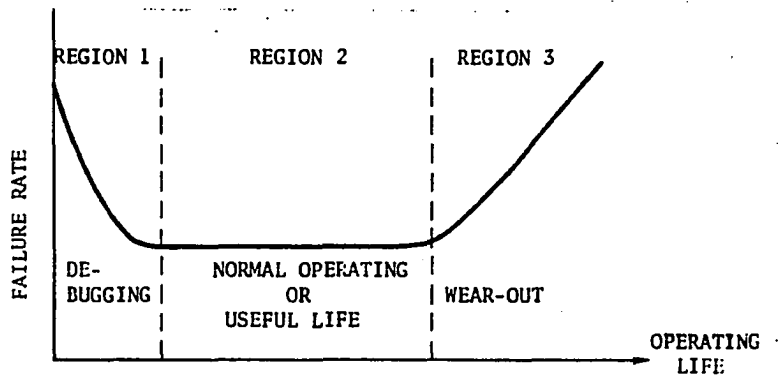 REGION 1
REGION 2
REGION 3
FAILURE RATE
DE-
BUGGING
NORMAL OPERATING
OR
USEFUL LIFE
WEAR-OUT
OPERATING
LIFE